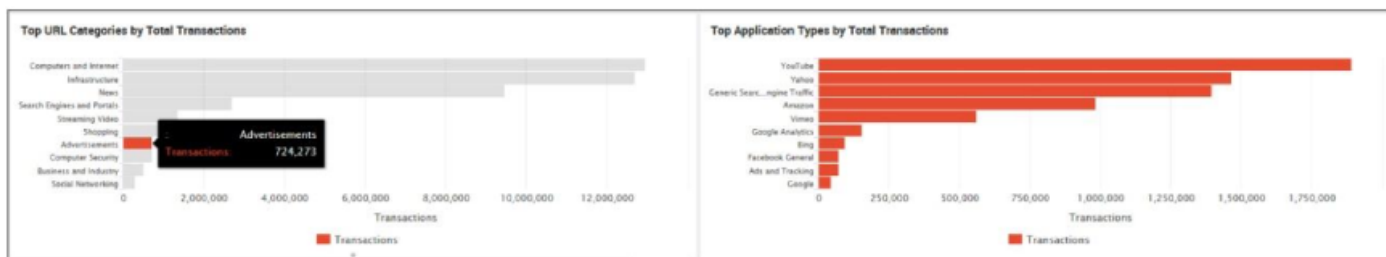 Top URL Categories by Total Transactions
Computers and Internet
Infrastructure
News
Search Engines and Portals
Streaming Video
Shopping
Advertisements
Computer Security
Business and Industry
Social Networking
Advertisements
Transactions: 724,273
0 2,000,000 4,000,000 6,000,000 8,000,000 10,000,000 12,000,000
Transactions
Transactions
Top Application Types by Total Transactions
YouTube
Yahoo
Generic Searc...ngine Traffic
Amazon
Vimeo
Google Analytics
Bing
Facebook General
Ads and Tracking
Google
0 250,000 500,000 750,000 1,000,000 1,250,000 1,500,000 1,750,000
Transactions
Transactions